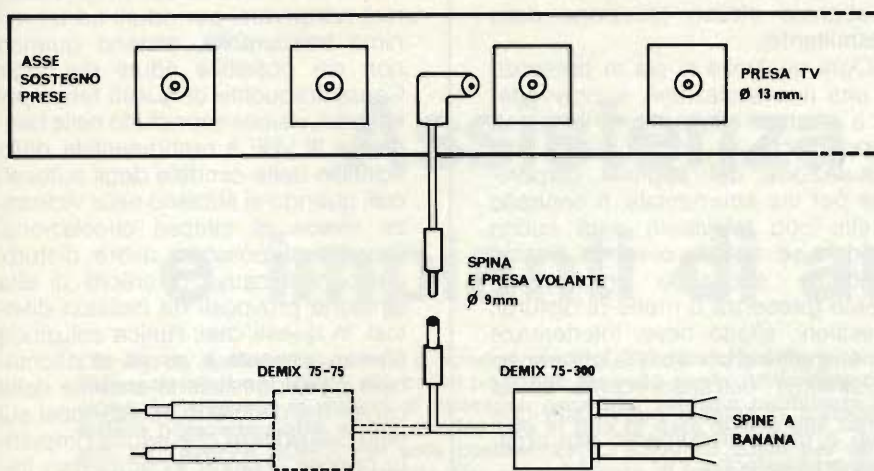 ASSE
SOSTEGNO
PRESE
PRESA TV
Ø 13 mm.
SPINA
E PRESA VOLANTE
Ø 9mm
DEMIX 75-75
DEMIX 75-300
SPINE A
BANANA